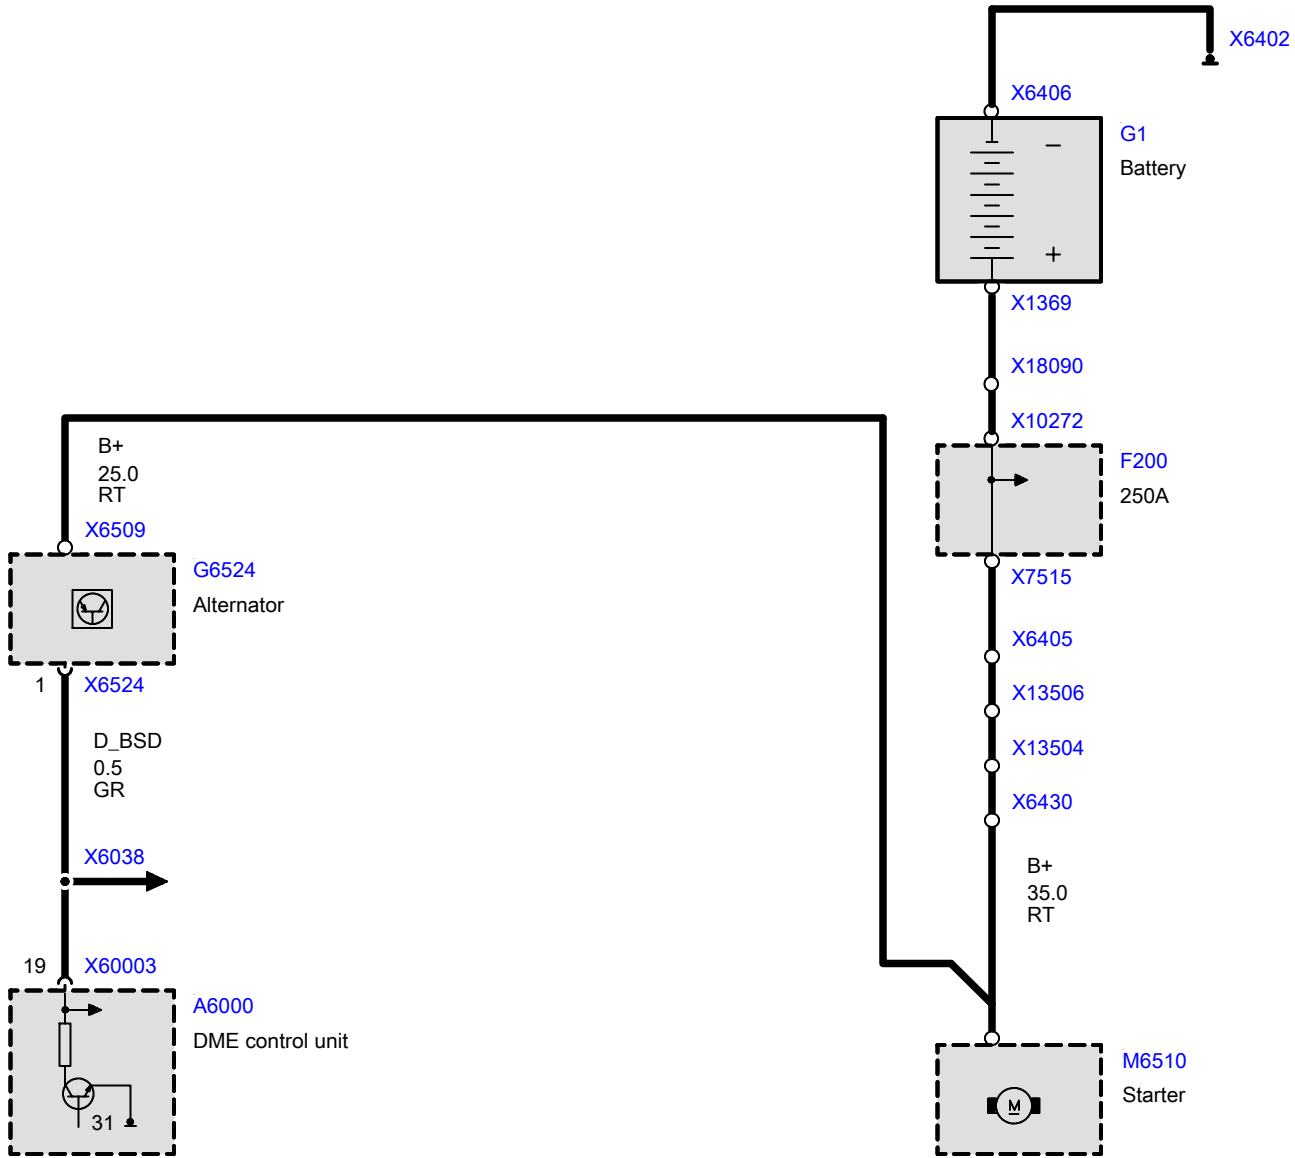 X6402
X6406
G1
Battery
−
+
X1369
X18090
X10272
F200
250A
X7515
B+
25.0
RT
X6509
G6524
Alternator
1 X6524
D_BSD
0.5
GR
X6405
X13506
X13504
X6430
X6038
B+
35.0
RT
19 X60003
A6000
DME control unit
31
M6510
Starter
M